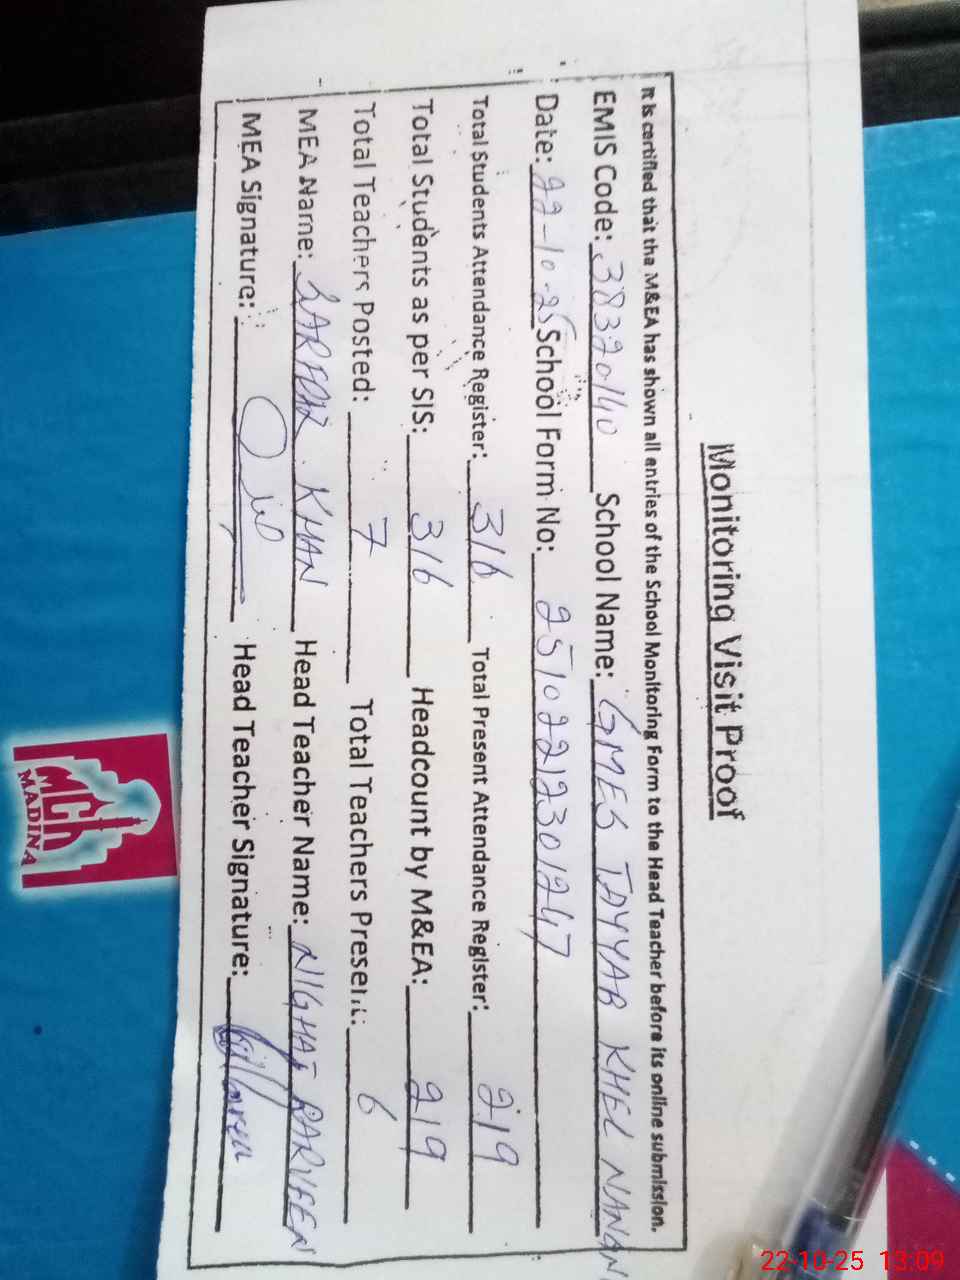 Monitoring Visit Proof
It is certified that the M&EA has shown all entries of the School Monitoring Form to the Head Teacher before its online submission.
EMIS Code: 38320140 School Name: GMES TAYYAB KHEL NANAN
Date: 22-10-25 School Form No: 25102212301247
Total Students Attendance Register: 316 Total Present Attendance Register: 219
Total Students as per SIS: 316 Headcount by M&EA: 219
Total Teachers Posted: 7 Total Teachers Present: 6
MEA Name: SARFRAZ KHAN Head Teacher Name: NIGHAT PARVEEN
MEA Signature: Head Teacher Signature:
MCP
MADINA
22-10-25 13:09